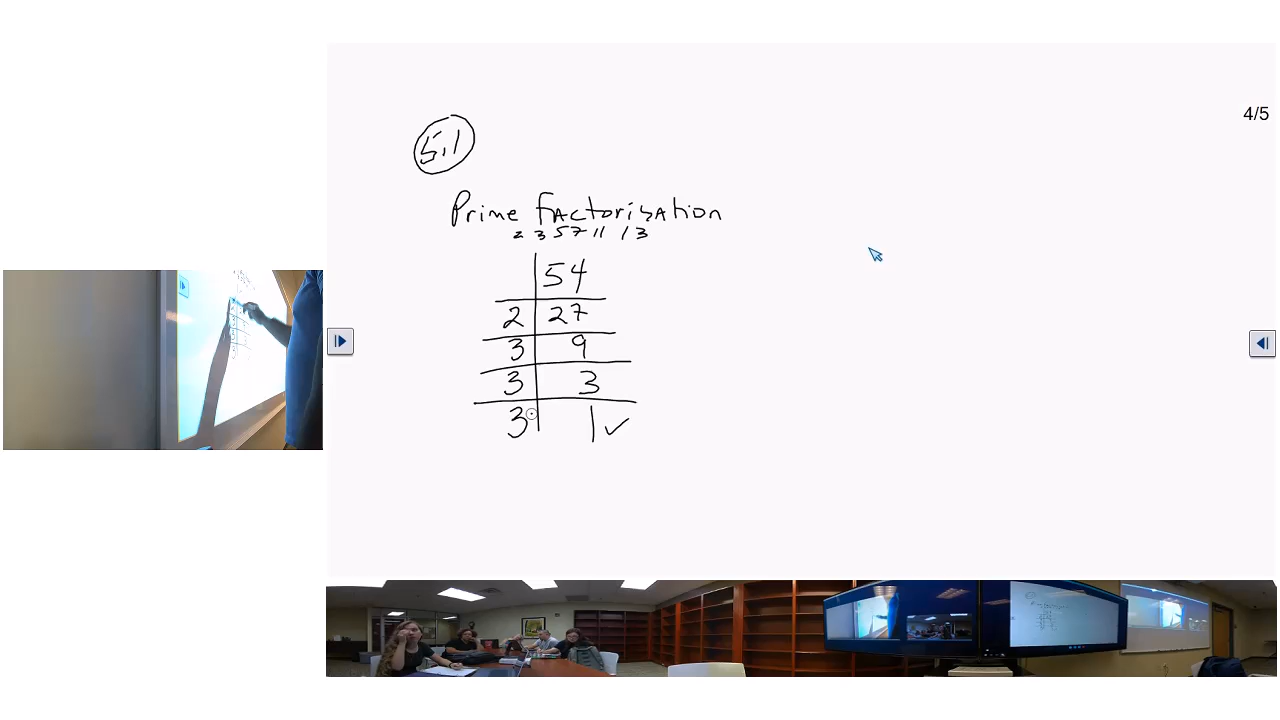 4/5
5.1
Prime Factorisation
2 3 5 7 11 13
54
2 27
3 9
3 3
3 1 ✓